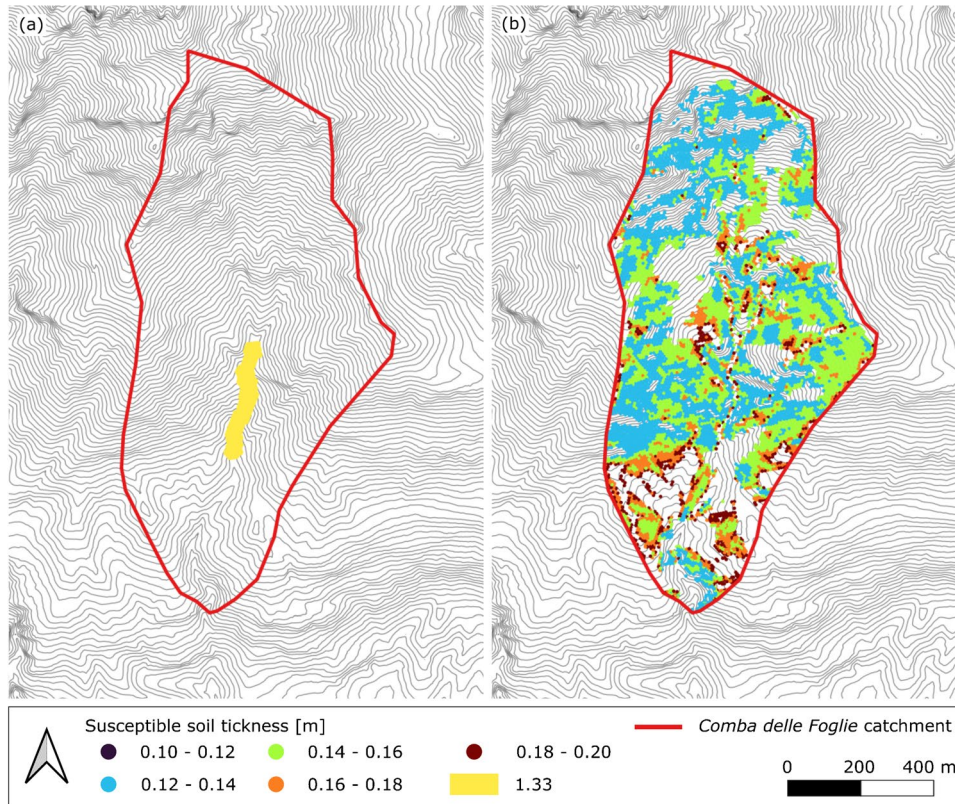 (a)
(b)
Susceptible soil tickness [m]
Comba delle Foglie catchment
0.10 - 0.12
0.14 - 0.16
0.18 - 0.20
0.12 - 0.14
0.16 - 0.18
1.33
0 200 400 m